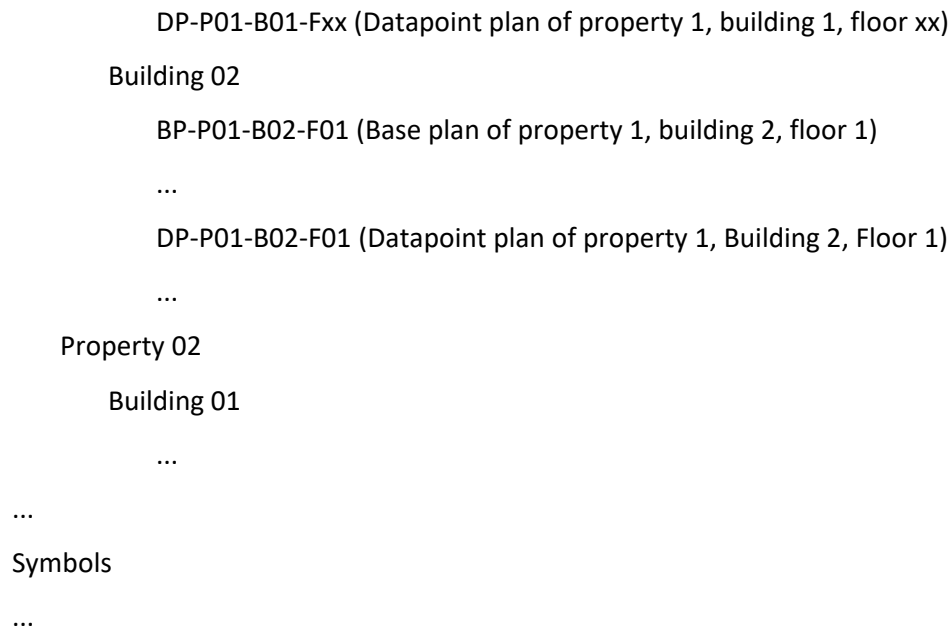 DP-P01-B01-Fxx (Datapoint plan of property 1, building 1, floor xx)
Building 02
BP-P01-B02-F01 (Base plan of property 1, building 2, floor 1)
...
DP-P01-B02-F01 (Datapoint plan of property 1, Building 2, Floor 1)
...
Property 02
Building 01
...
...
Symbols
...